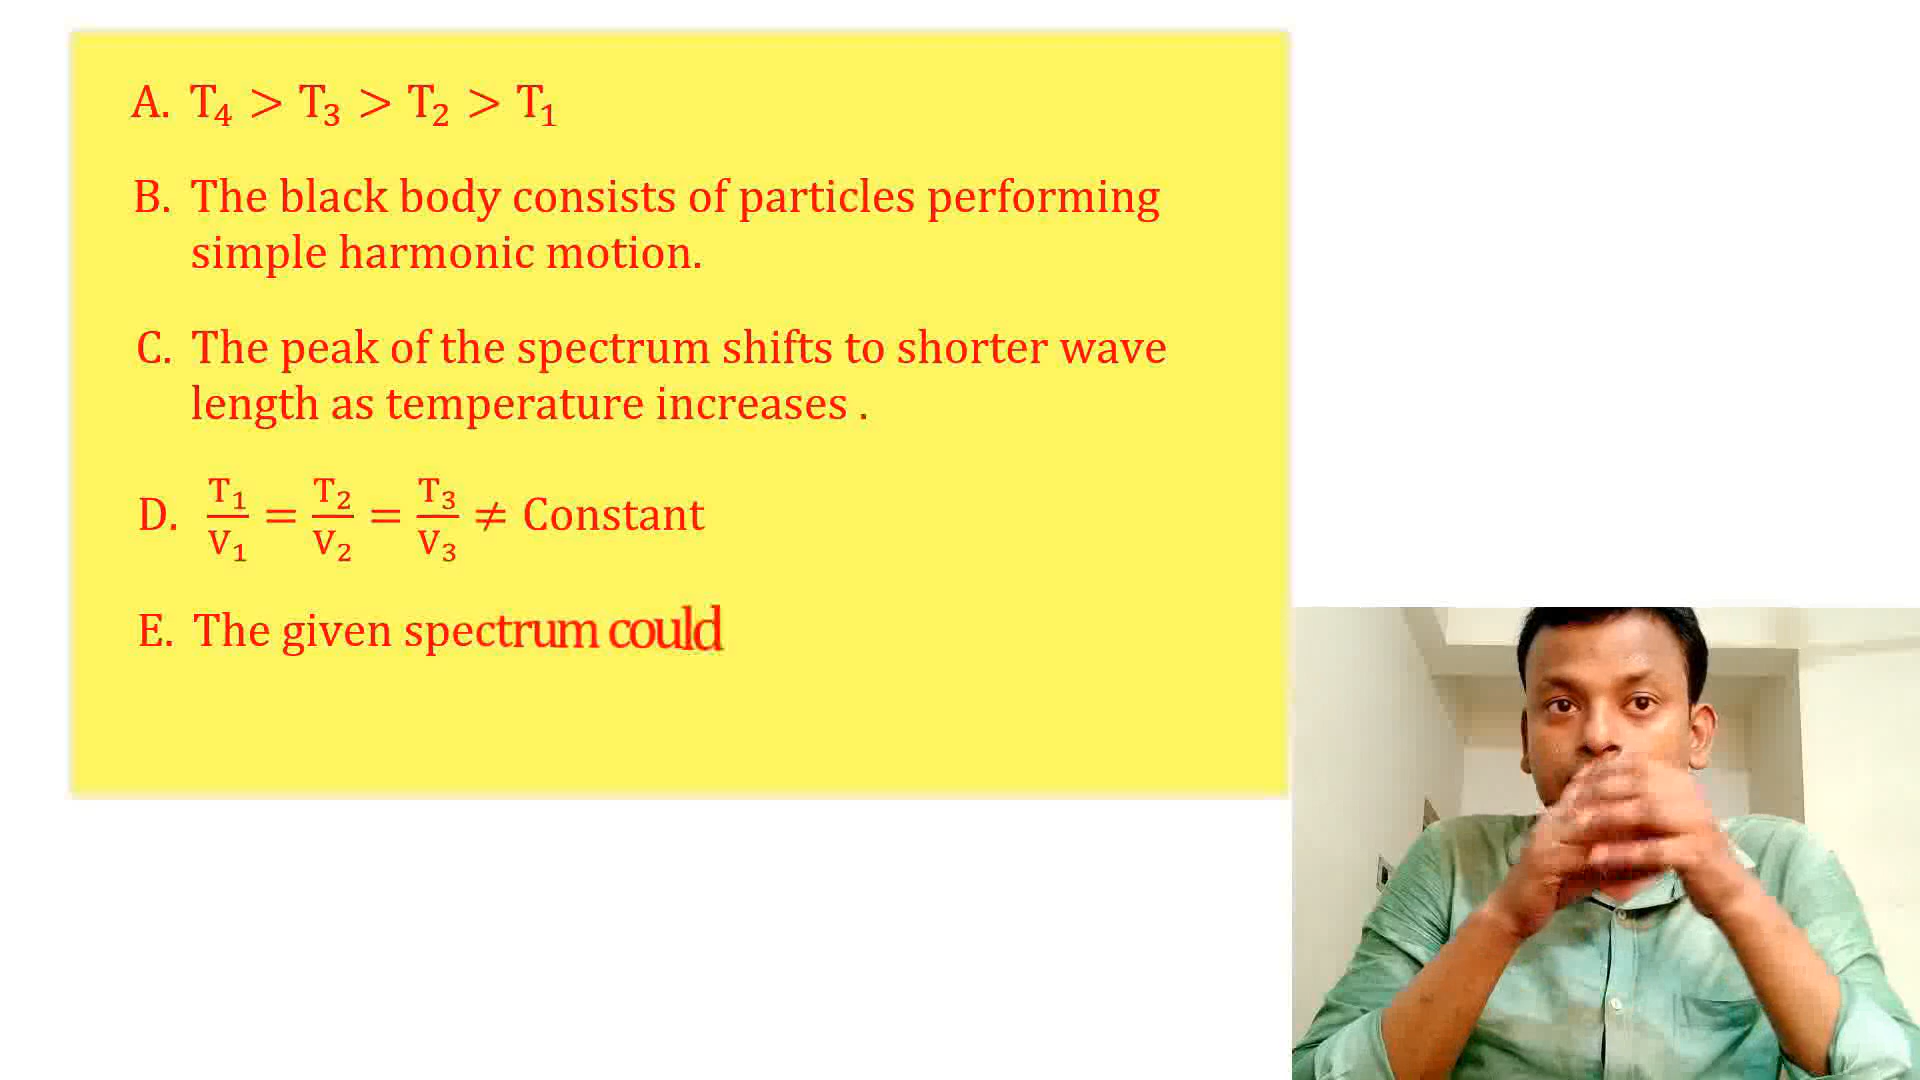 A. T₄ > T₃ > T₂ > T₁
B. The black body consists of particles performing
simple harmonic motion.
C. The peak of the spectrum shifts to shorter wave
length as temperature increases .
D. T₁/V₁ = T₂/V₂ = T₃/V₃ ≠ Constant
E. The given spectrum could